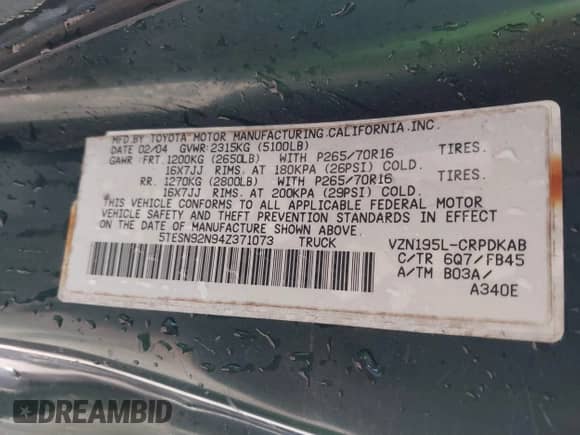 MFD.BY TOYOTA MOTOR MANUFACTURING.CALIFORNIA.INC.
DATE 02/04 GVWR 2315KG (5100LB)
GAWR FRT. 1200KG (2650LB) WITH P265/70R16 TIRES.
16X7JJ RIMS. AT 180KPA (26PSI) COLD.
RR. 1270KG (2800LB) WITH P265/70R16 TIRES.
16X7JJ RIMS. AT 200KPA (29PSI) COLD.
THIS VEHICLE CONFORMS TO ALL APPLICABLE FEDERAL MOTOR
VEHICLE SAFETY AND THEFT PREVENTION STANDARDS IN EFFECT
ON THE DATE OF MANUFACTURE SHOWN ABOVE.
5TESN92N94Z371073 TRUCK VZN195L-CRPDKAB
C/TR 6Q7/FB45
A/TM B03A/
A340E
DREAMBID